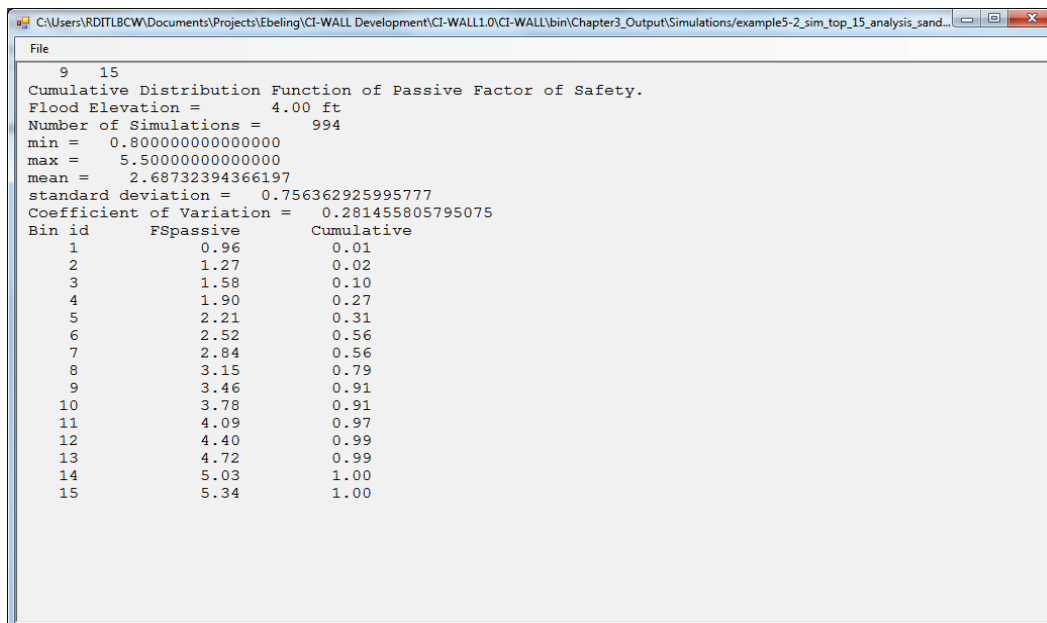 C:\Users\RDITLBCW\Documents\Projects\Ebeling\CI-WALL Development\CI-WALL1.0\CI-WALL\bin\Chapter3_Output\Simulations/example5-2_sim_top_15_analysis_sand...
File
9 15
Cumulative Distribution Function of Passive Factor of Safety.
Flood Elevation = 4.00 ft
Number of Simulations = 994
min = 0.800000000000000
max = 5.50000000000000
mean = 2.68732394366197
standard deviation = 0.756362925995777
Coefficient of Variation = 0.281455805795075
Bin id FSpassive Cumulative
1 0.96 0.01
2 1.27 0.02
3 1.58 0.10
4 1.90 0.27
5 2.21 0.31
6 2.52 0.56
7 2.84 0.56
8 3.15 0.79
9 3.46 0.91
10 3.78 0.91
11 4.09 0.97
12 4.40 0.99
13 4.72 0.99
14 5.03 1.00
15 5.34 1.00